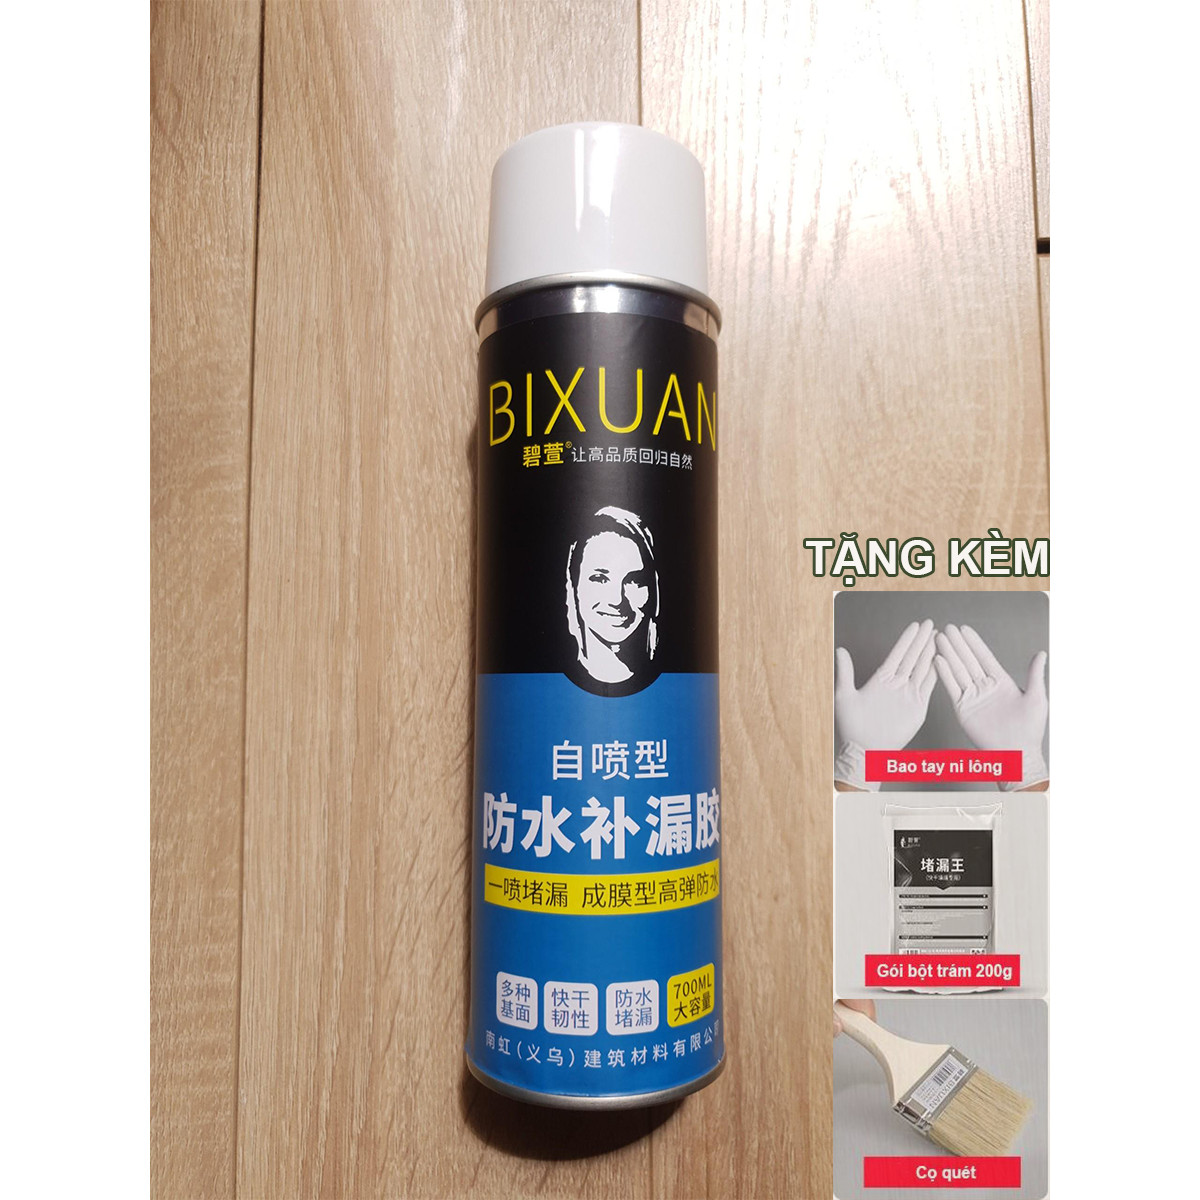 BIXUAN
碧萱® 让高品质回归自然
自喷型
防水补漏胶
一喷堵漏 成膜型高弹防水
多种
基面
快干
韧性
防水
堵漏
700ML
大容量
南虹(义乌)建筑材料有限公司
TẶNG KÈM
Bao tay ni lông
堵漏王
Gói bột trám 200g
BIXUAN
Cọ quét